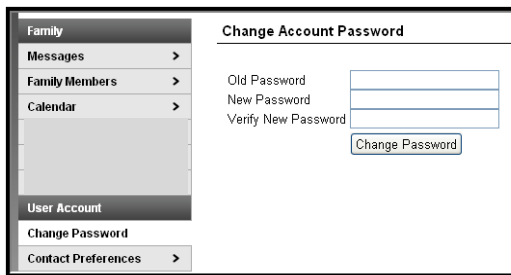 Family
Messages >
Family Members >
Calendar >
User Account
Change Password
Contact Preferences >
Change Account Password
Old Password
New Password
Verify New Password
Change Password